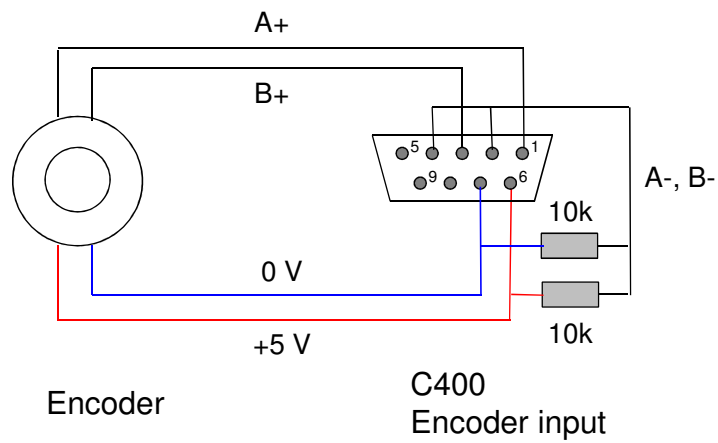 A+
B+
5
1
9
6
A-, B-
10k
0 V
10k
+5 V
Encoder
C400
Encoder input